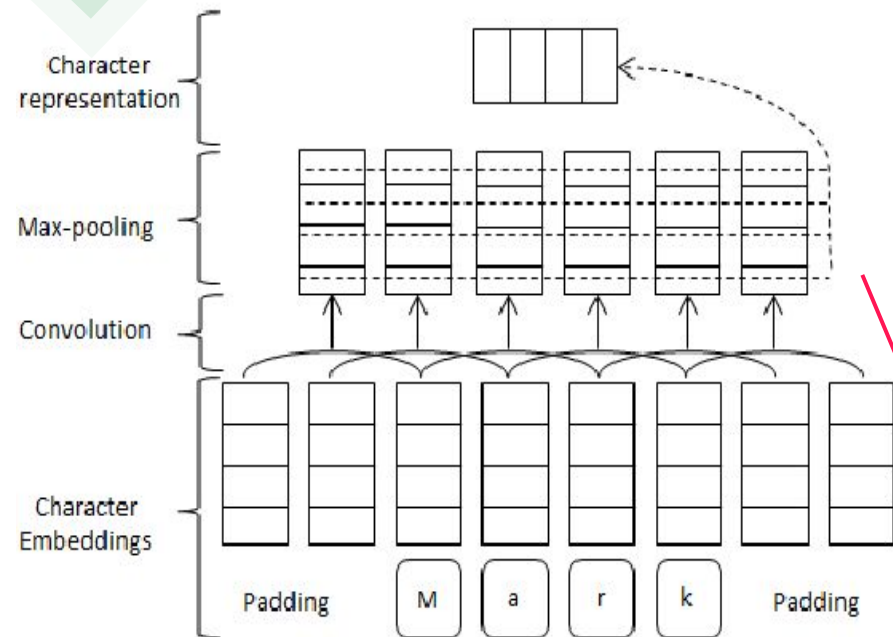 Character
representation
Max-pooling
Convolution
Character
Embeddings
Padding M a r k Padding